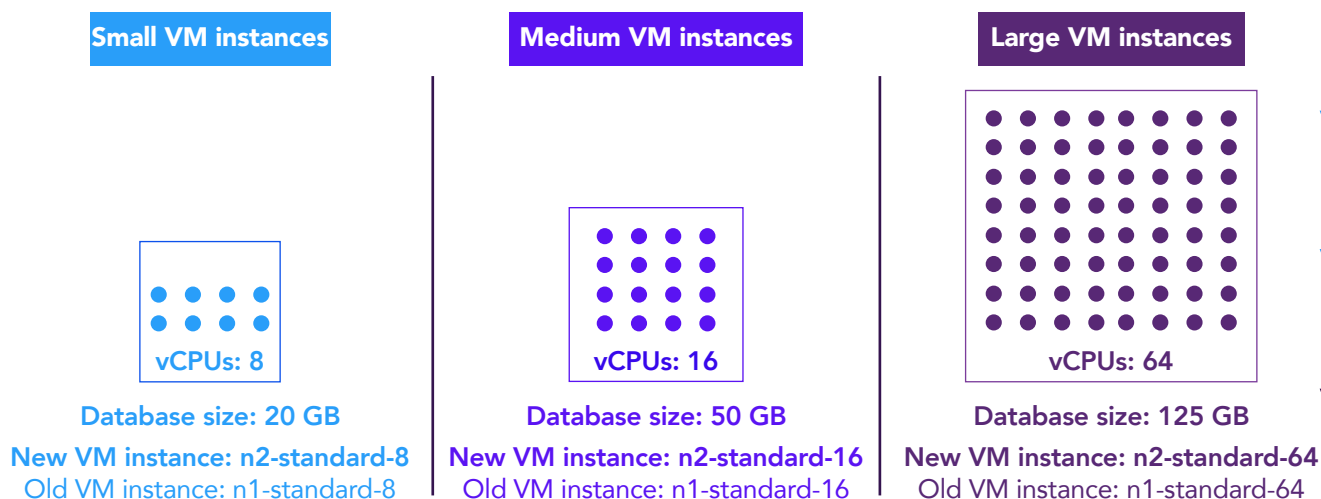 Small VM instances
vCPUs: 8
Database size: 20 GB
New VM instance: n2-standard-8
Old VM instance: n1-standard-8
Medium VM instances
vCPUs: 16
Database size: 50 GB
New VM instance: n2-standard-16
Old VM instance: n1-standard-16
Large VM instances
vCPUs: 64
Database size: 125 GB
New VM instance: n2-standard-64
Old VM instance: n1-standard-64